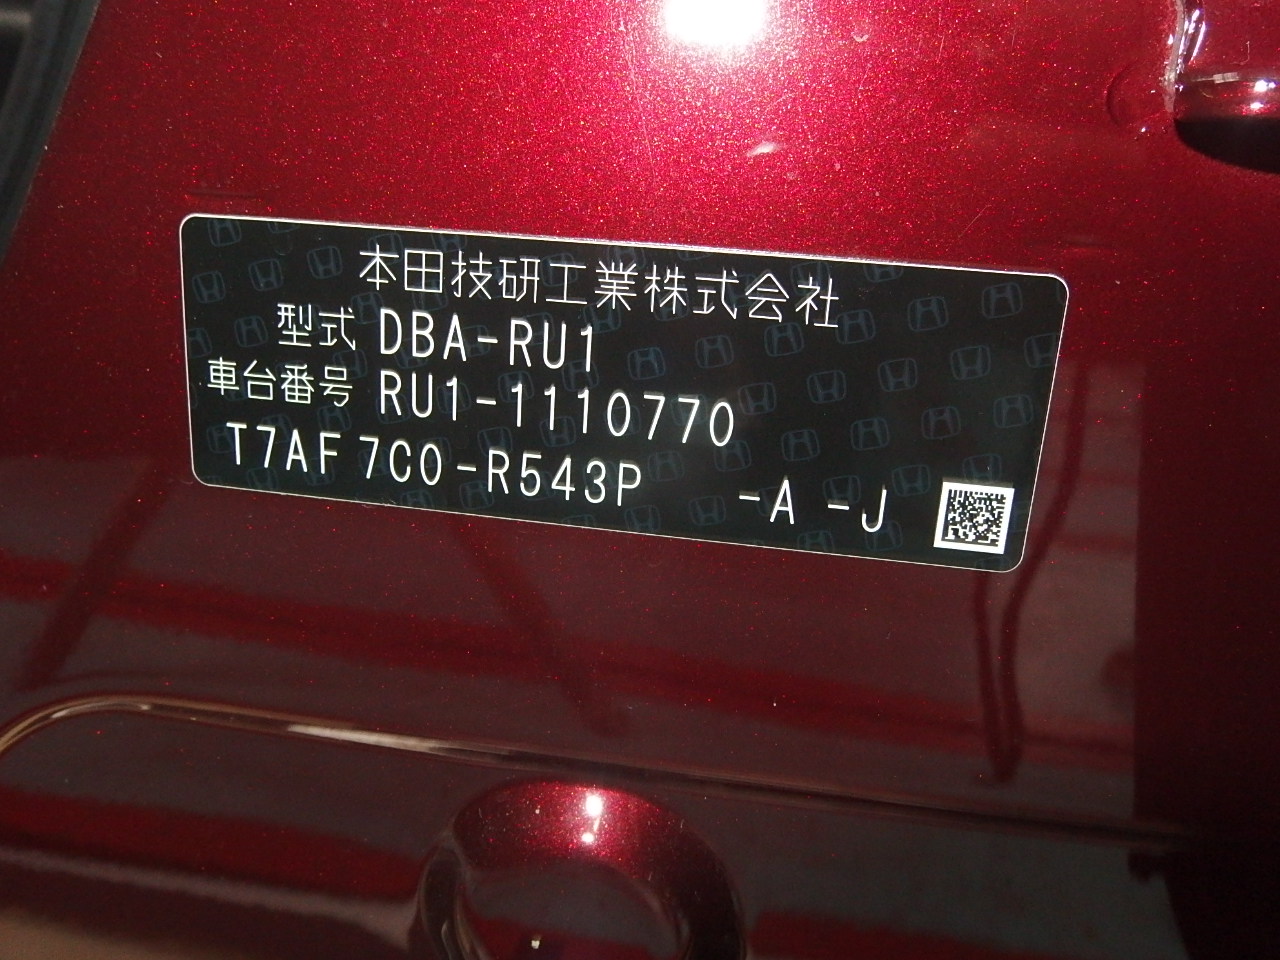 本田技研工業株式会社
型式 DBA-RU1
車台番号 RU1-1110770
T7AF 7C0 -R543P -A -J